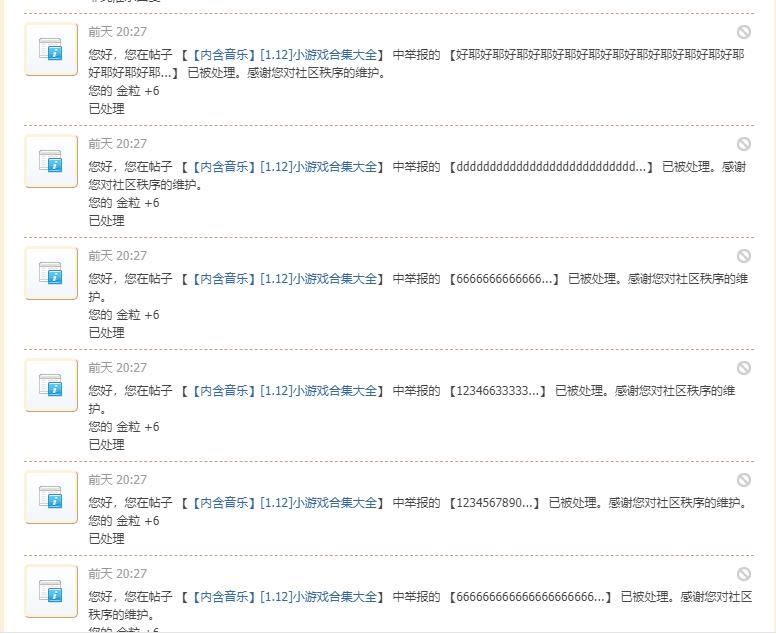 前天 20:27
您好，您在帖子 【【内含音乐】[1.12]小游戏合集大全】 中举报的 【好耶好耶好耶好耶好耶好耶好耶好耶好耶好耶好耶好耶
好耶好耶好耶...】 已被处理。感谢您对社区秩序的维护。
您的 金粒 +6
已处理
前天 20:27
您好，您在帖子 【【内含音乐】[1.12]小游戏合集大全】 中举报的 【ddddddddddddddddddddddddddd...】 已被处理。感谢
您对社区秩序的维护。
您的 金粒 +6
已处理
前天 20:27
您好，您在帖子 【【内含音乐】[1.12]小游戏合集大全】 中举报的 【6666666666666...】 已被处理。感谢您对社区秩序的维
护。
您的 金粒 +6
已处理
前天 20:27
您好，您在帖子 【【内含音乐】[1.12]小游戏合集大全】 中举报的 【12346633333...】 已被处理。感谢您对社区秩序的维
护。
您的 金粒 +6
已处理
前天 20:27
您好，您在帖子 【【内含音乐】[1.12]小游戏合集大全】 中举报的 【1234567890...】 已被处理。感谢您对社区秩序的维护。
您的 金粒 +6
已处理
前天 20:27
您好，您在帖子 【【内含音乐】[1.12]小游戏合集大全】 中举报的 【666666666666666666666...】 已被处理。感谢您对社区
秩序的维护。
您的 金粒 +6